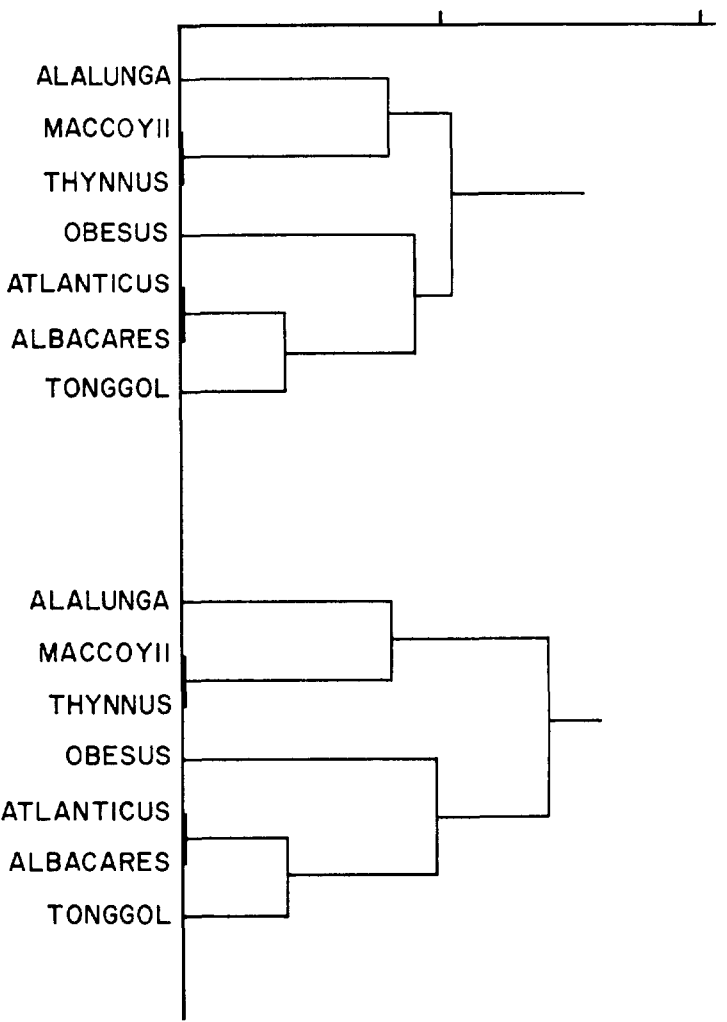 ALALUNGA
MACCOYII
THYNNUS
OBESUS
ATLANTICUS
ALBACARES
TONGGOL
ALALUNGA
MACCOYII
THYNNUS
OBESUS
ATLANTICUS
ALBACARES
TONGGOL